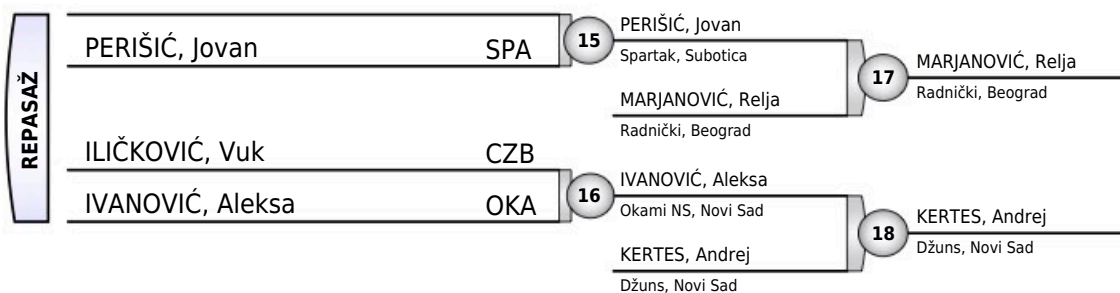 REPASAŽ
PERIŠIĆ, Jovan SPA
ILIČKOVIĆ, Vuk CZB
IVANOVIĆ, Aleksa OKA
15
PERIŠIĆ, Jovan
Spartak, Subotica
MARJANOVIĆ, Relja
Radnički, Beograd
16
IVANOVIĆ, Aleksa
Okami NS, Novi Sad
KERTES, Andrej
Džuns, Novi Sad
17
MARJANOVIĆ, Relja
Radnički, Beograd
18
KERTES, Andrej
Džuns, Novi Sad